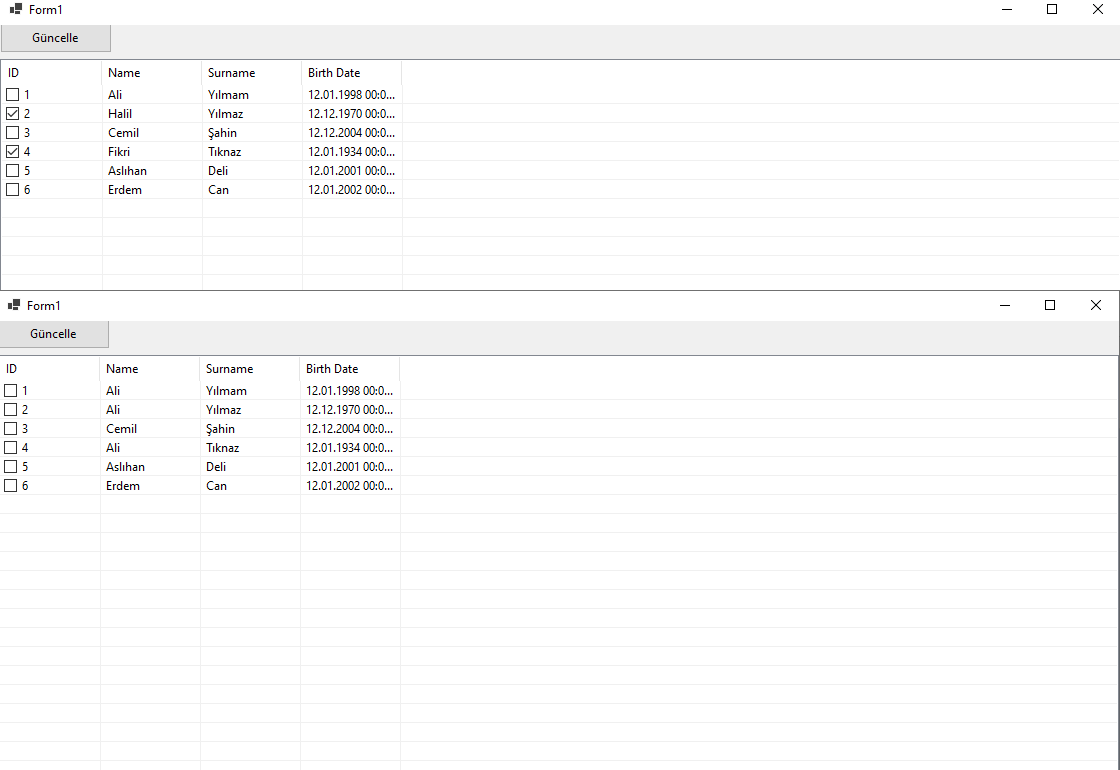 Form1
Güncelle
ID Name Surname Birth Date
1 Ali Yılmam 12.01.1998 00:0...
2 Halil Yılmaz 12.12.1970 00:0...
3 Cemil Şahin 12.12.2004 00:0...
4 Fikri Tıknaz 12.01.1934 00:0...
5 Aslıhan Deli 12.01.2001 00:0...
6 Erdem Can 12.01.2002 00:0...
Form1
Güncelle
ID Name Surname Birth Date
1 Ali Yılmam 12.01.1998 00:0...
2 Ali Yılmaz 12.12.1970 00:0...
3 Cemil Şahin 12.12.2004 00:0...
4 Ali Tıknaz 12.01.1934 00:0...
5 Aslıhan Deli 12.01.2001 00:0...
6 Erdem Can 12.01.2002 00:0...